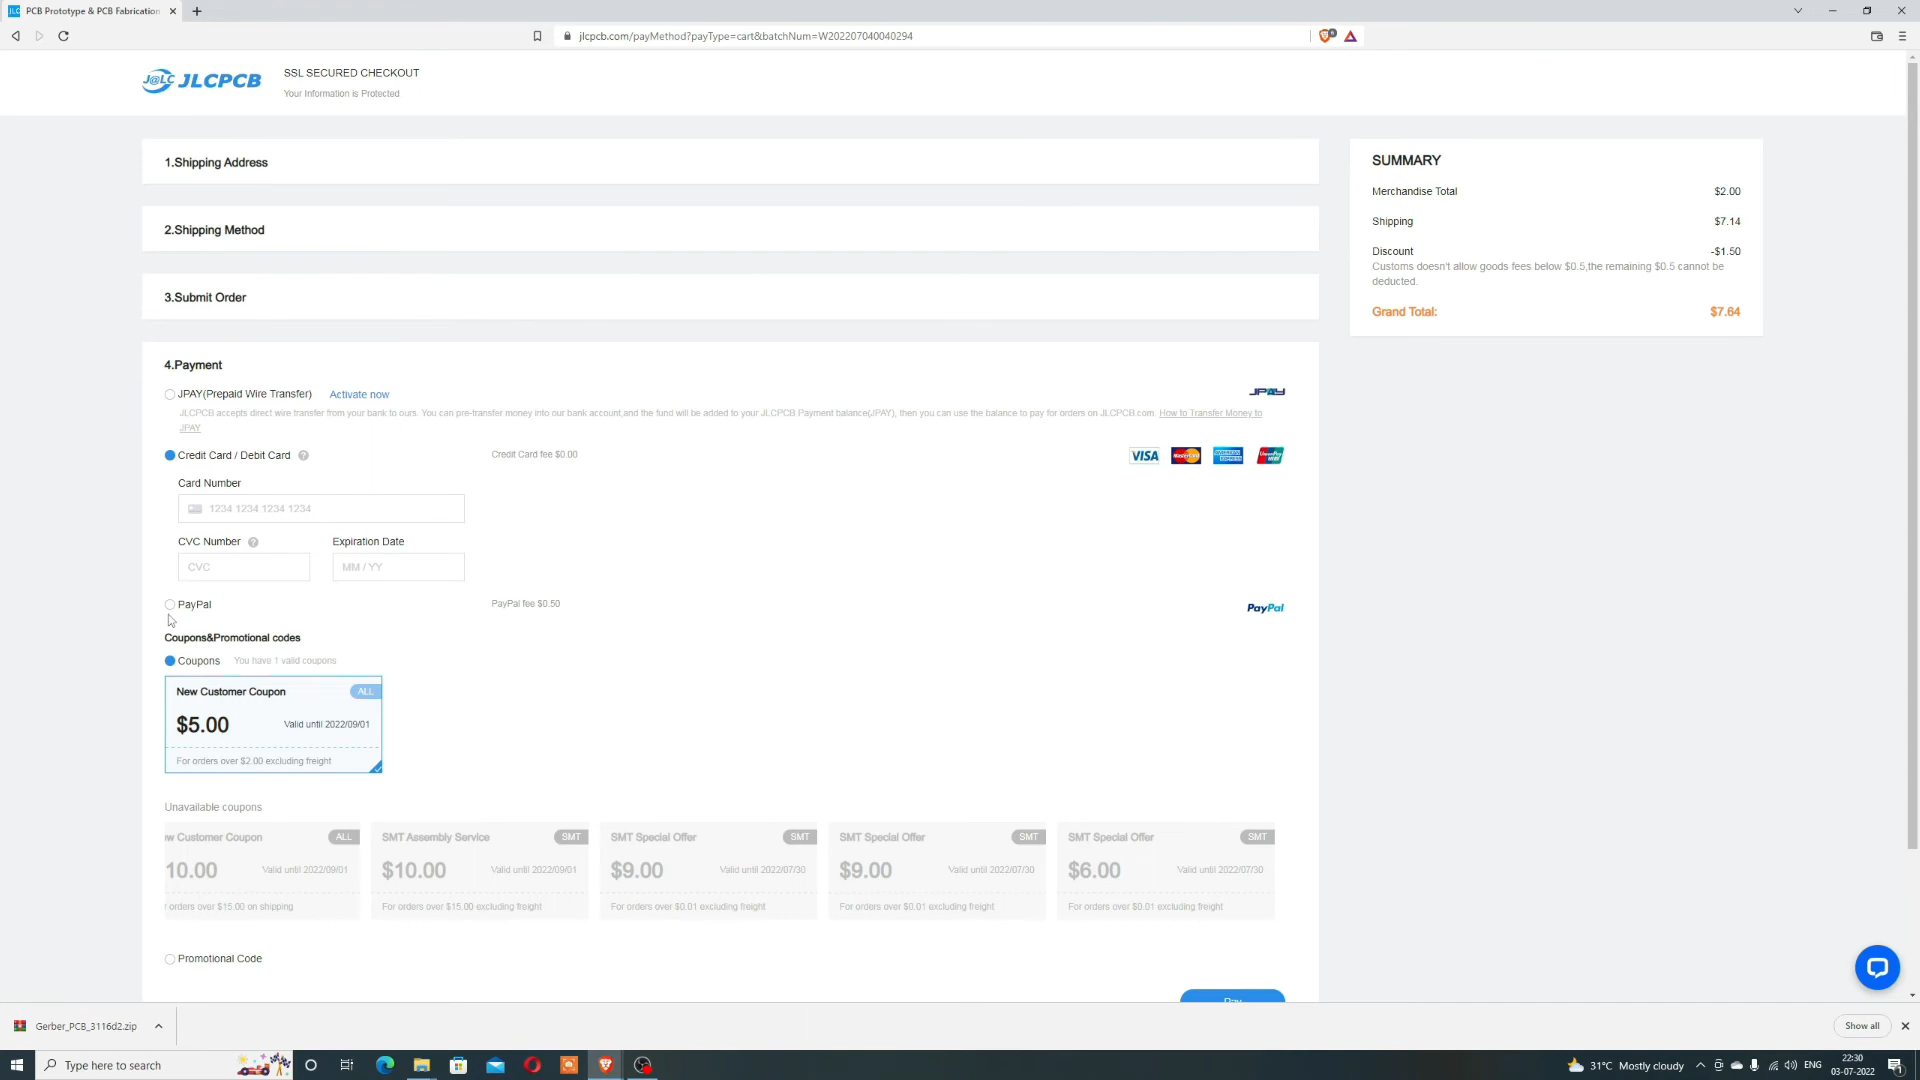 PCB Prototype & PCB Fabrication
jlcpcb.com/payMethod?payType=cart&batchNum=W202207040040294
J@LC JLCPCB
SSL SECURED CHECKOUT
Your Information is Protected
1.Shipping Address
2.Shipping Method
3.Submit Order
4.Payment
JPAY(Prepaid Wire Transfer) Activate now
JPAY
JLCPCB accepts direct wire transfer from your bank to ours. You can pre-transfer money into our bank account,and the fund will be added to your JLCPCB Payment balance(JPAY), then you can use the balance to pay for orders on JLCPCB.com. How to Transfer Money to
JPAY
Credit Card / Debit Card ? Credit Card fee $0.00
VISA MasterCard AMERICAN EXPRESS UnionPay
Card Number
1234 1234 1234 1234
CVC Number ? Expiration Date
CVC MM / YY
PayPal PayPal fee $0.50 PayPal
Coupons&Promotional codes
Coupons You have 1 valid coupons
New Customer Coupon ALL
$5.00 Valid until 2022/09/01
For orders over $2.00 excluding freight
Unavailable coupons
w Customer Coupon ALL SMT Assembly Service SMT SMT Special Offer SMT SMT Special Offer SMT SMT Special Offer SMT
10.00 Valid until 2022/09/01 $10.00 Valid until 2022/09/01 $9.00 Valid until 2022/07/30 $9.00 Valid until 2022/07/30 $6.00 Valid until 2022/07/30
r orders over $15.00 on shipping For orders over $15.00 excluding freight For orders over $0.01 excluding freight For orders over $0.01 excluding freight For orders over $0.01 excluding freight
Promotional Code
Pay
SUMMARY
Merchandise Total $2.00
Shipping $7.14
Discount -$1.50
Customs doesn't allow goods fees below $0.5,the remaining $0.5 cannot be
deducted.
Grand Total: $7.64
Gerber_PCB_3116d2.zip
Show all
Type here to search
31°C Mostly cloudy
ENG
22:30
03-07-2022